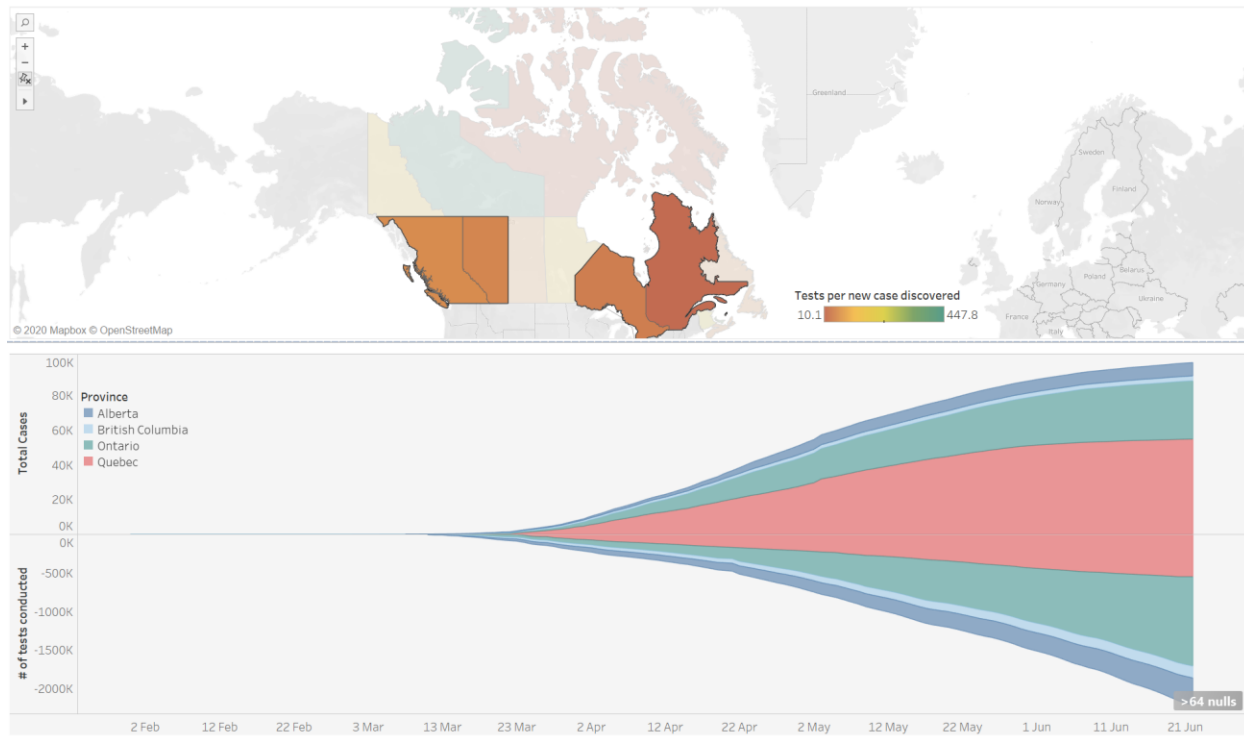 Greenland
Sweden
Finland
Norway
Poland
Belarus
Germany
Ukraine
France
Italy
Tests per new case discovered
10.1 447.8
© 2020 Mapbox © OpenStreetMap
+
−
Total Cases
100K
80K
60K
40K
20K
0K
Province
Alberta
British Columbia
Ontario
Quebec
# of tests conducted
0K
-500K
-1000K
-1500K
-2000K
>64 nulls
2 Feb 12 Feb 22 Feb 3 Mar 13 Mar 23 Mar 2 Apr 12 Apr 22 Apr 2 May 12 May 22 May 1 Jun 11 Jun 21 Jun